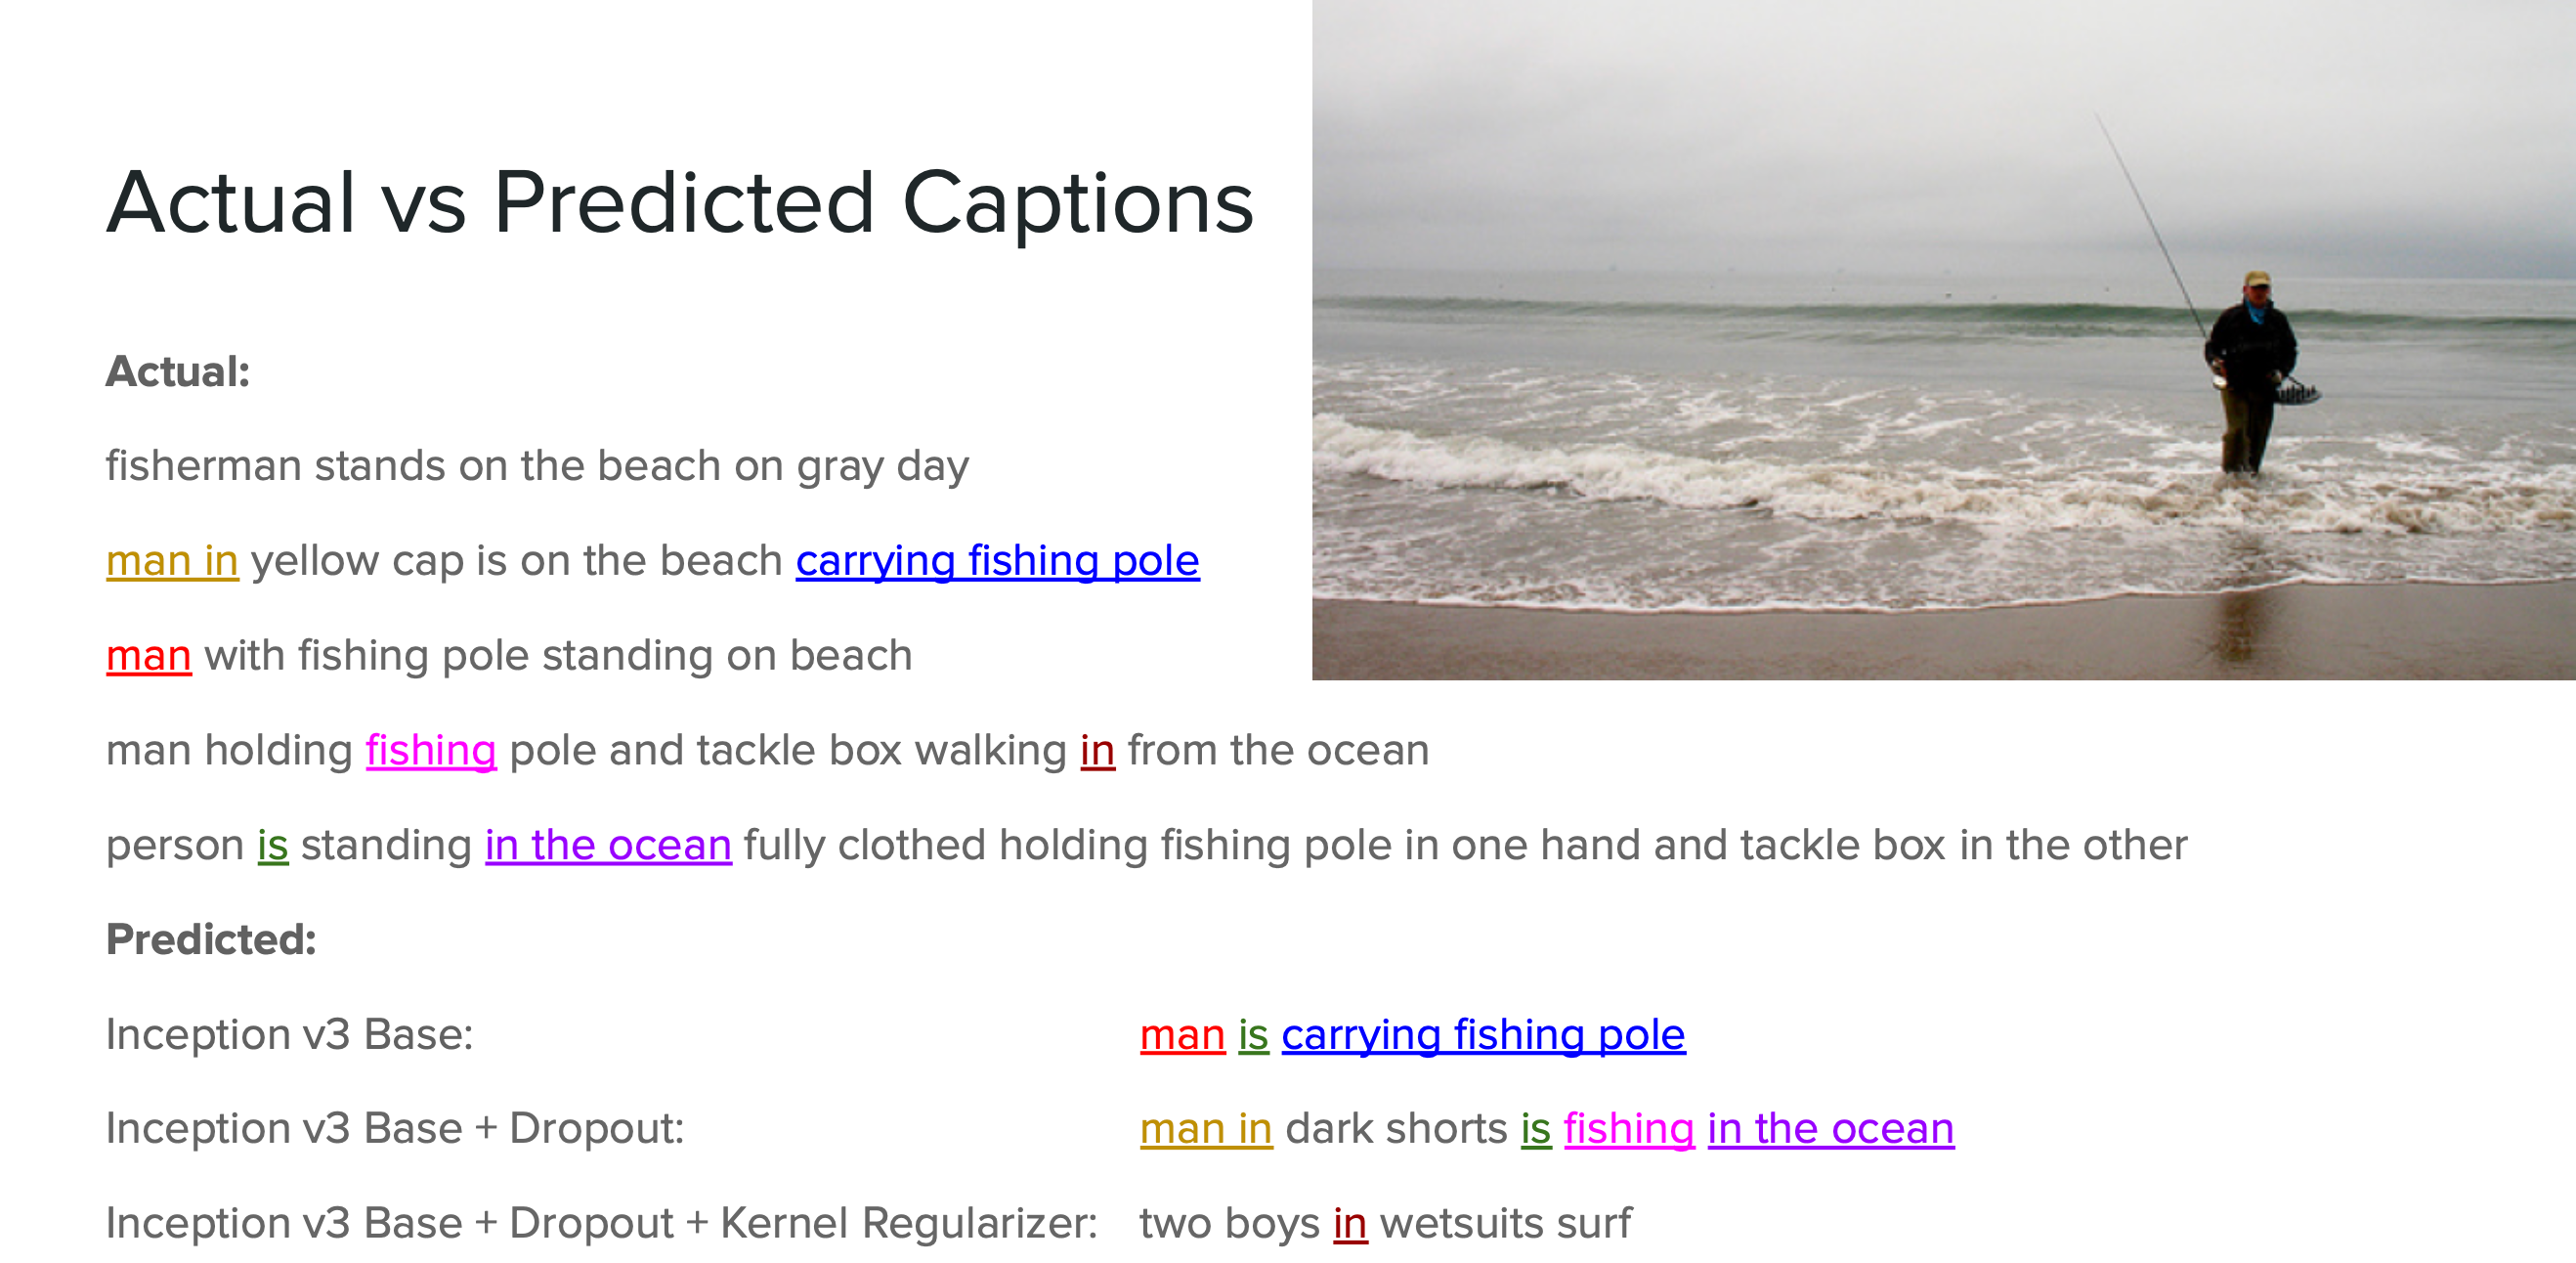 Actual vs Predicted Captions
Actual:
fisherman stands on the beach on gray day
man in yellow cap is on the beach carrying fishing pole
man with fishing pole standing on beach
man holding fishing pole and tackle box walking in from the ocean
person is standing in the ocean fully clothed holding fishing pole in one hand and tackle box in the other
Predicted:
Inception v3 Base: man is carrying fishing pole
Inception v3 Base + Dropout: man in dark shorts is fishing in the ocean
Inception v3 Base + Dropout + Kernel Regularizer: two boys in wetsuits surf